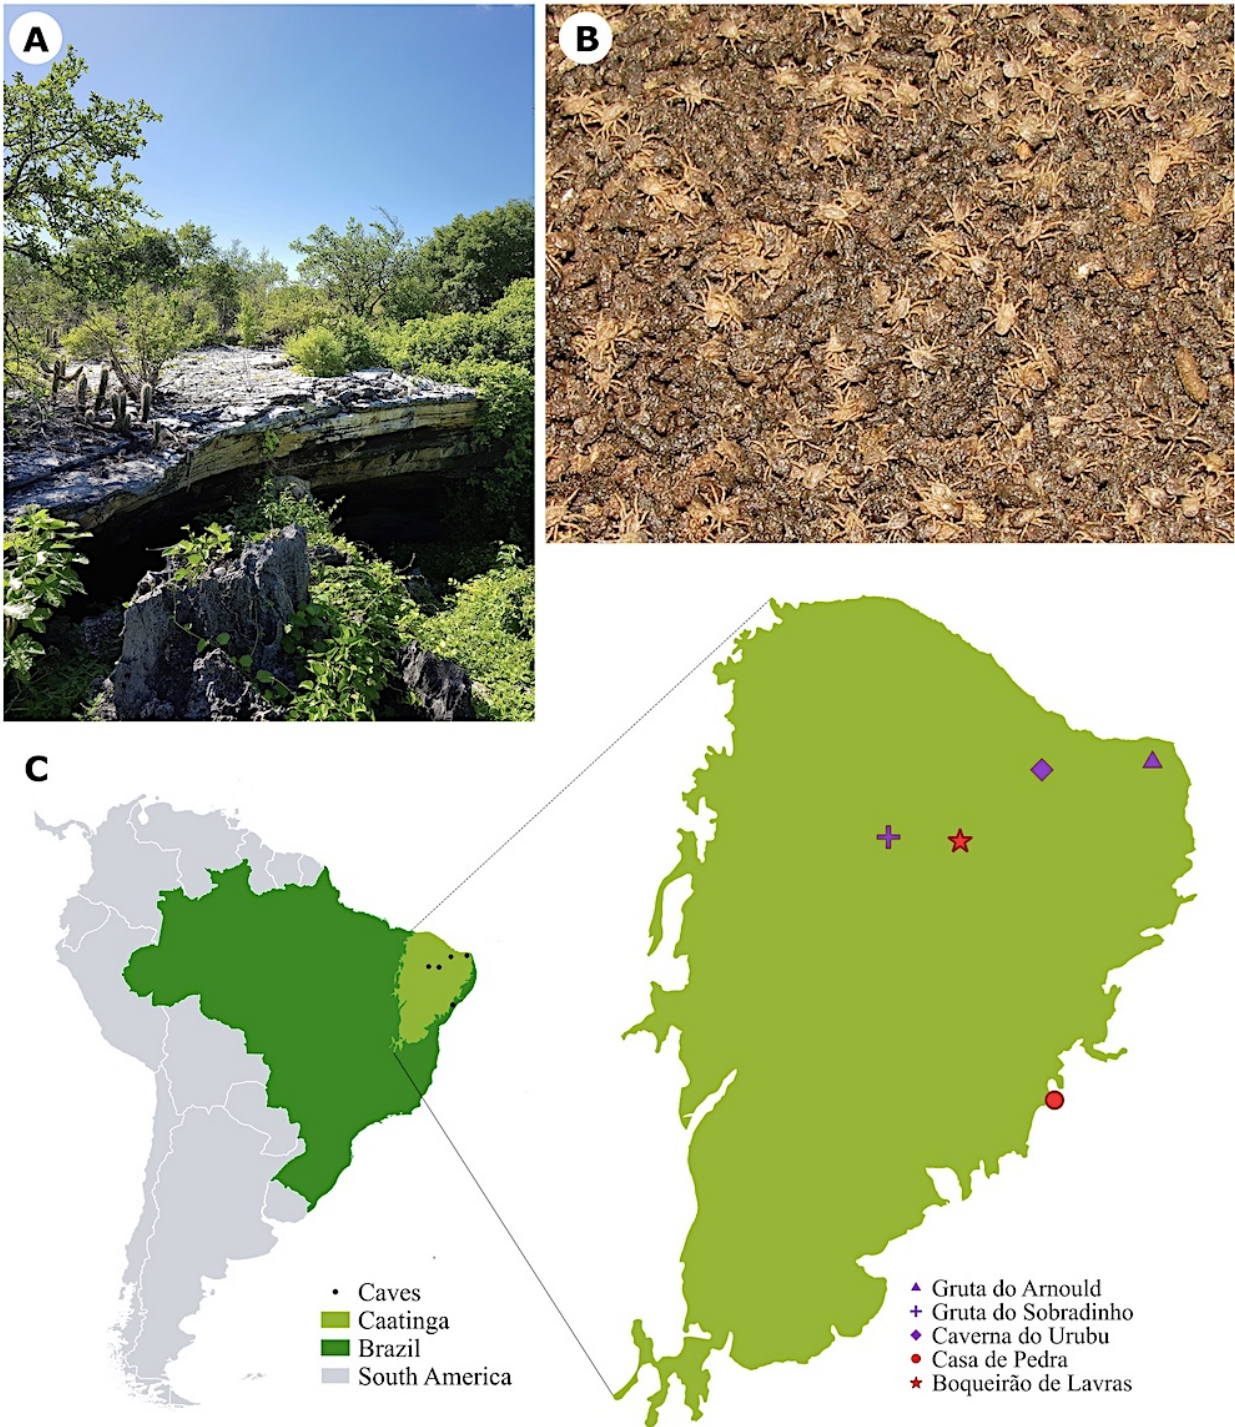 A
B
C
Caves
Caatinga
Brazil
South America
Gruta do Arnould
Gruta do Sobradinho
Caverna do Urubu
Casa de Pedra
Boqueirão de Lavras